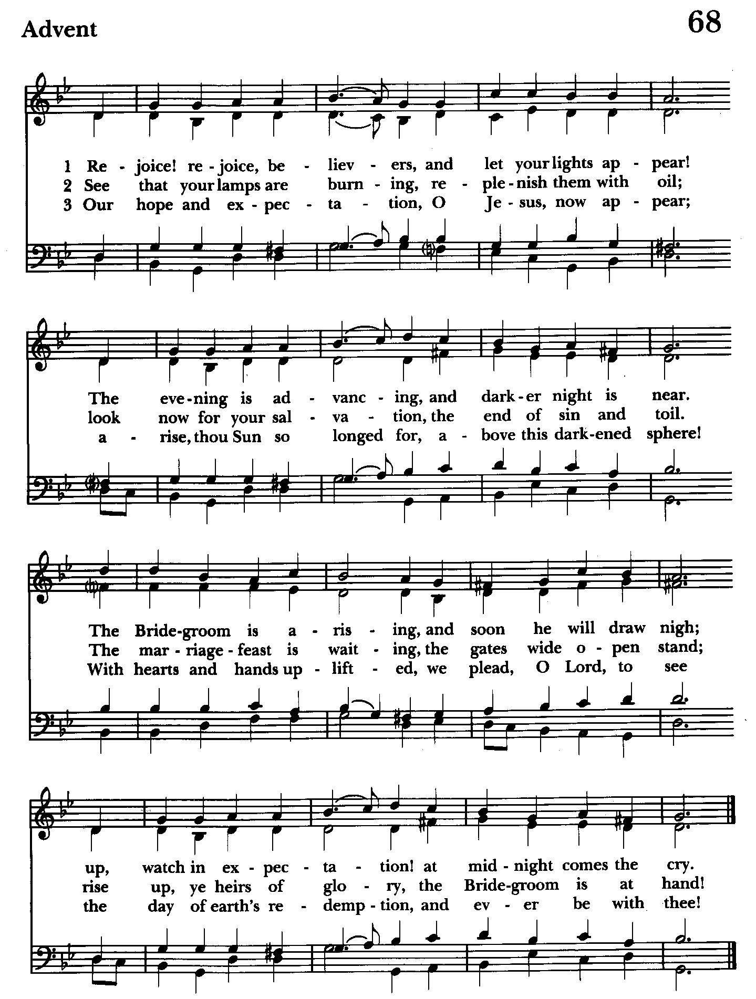 Advent
68
1 Re - joice! re - joice, be - liev - ers, and let your lights ap - pear!
2 See that your lamps are burn - ing, re - ple - nish them with oil;
3 Our hope and ex - pec - ta - tion, O Je - sus, now ap - pear;
The eve - ning is ad - vanc - ing, and dark - er night is near.
look now for your sal - va - tion, the end of sin and toil.
a - rise, thou Sun so longed for, a - bove this dark - ened sphere!
The Bride - groom is a - ris - ing, and soon he will draw nigh;
The mar - riage - feast is wait - ing, the gates wide o - pen stand;
With hearts and hands up - lift - ed, we plead, O Lord, to see
up, watch in ex - pec - ta - tion! at mid - night comes the cry.
rise up, ye heirs of glo - ry, the Bride - groom is at hand!
the day of earth's re - demp - tion, and ev - er be with thee!